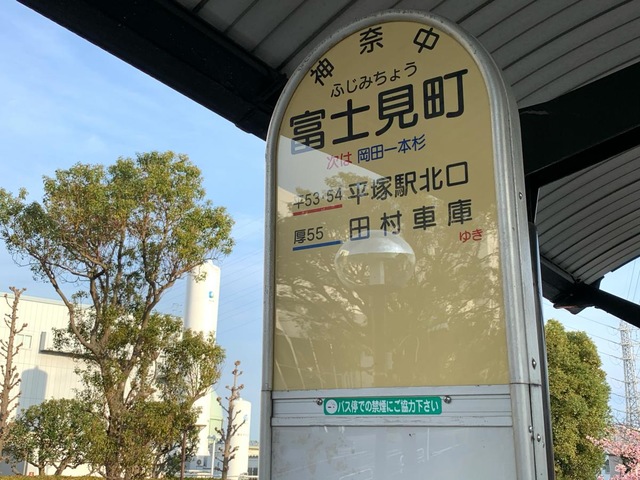 神奈中
ふじみちょう
富士見町
次は 岡田一本杉
平53・54 平塚駅北口
厚55 田村車庫 ゆき
バス停での禁煙にご協力下さい